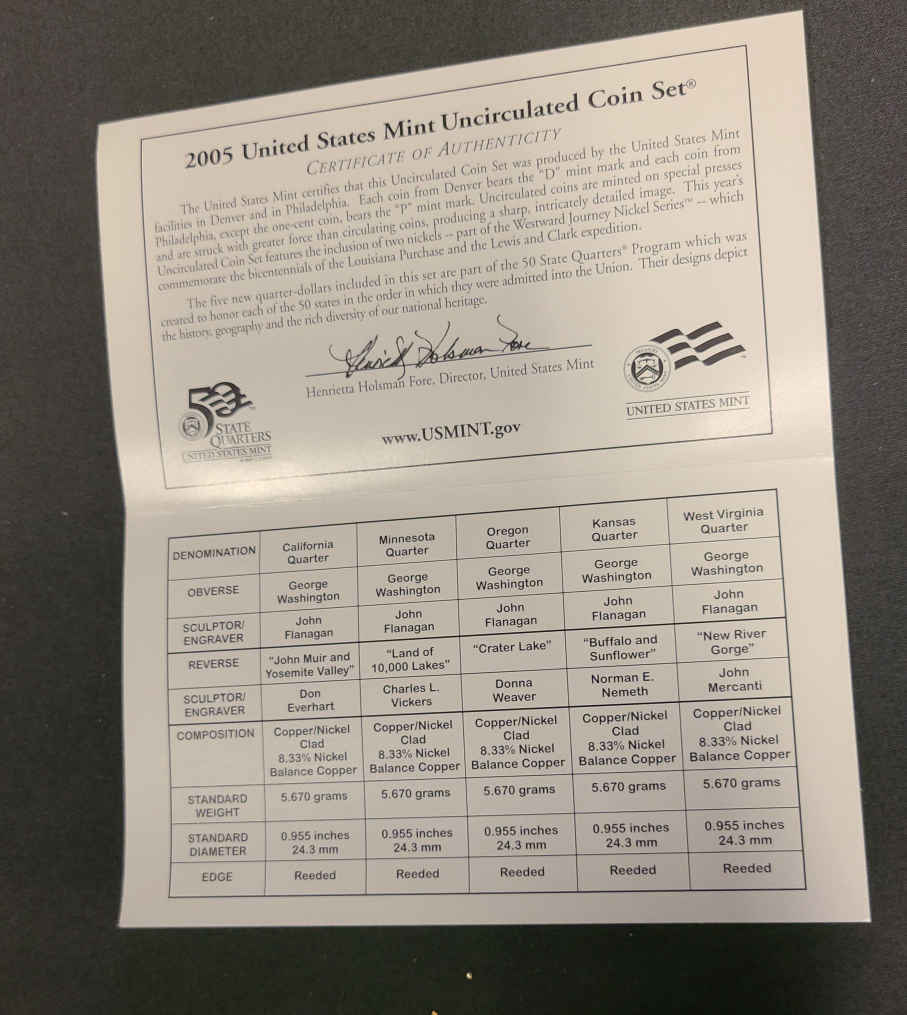 2005 United States Mint Uncirculated Coin Set®
CERTIFICATE OF AUTHENTICITY
The United States Mint certifies that this Uncirculated Coin Set was produced by the United States Mint
facilities in Denver and in Philadelphia. Each coin from Denver bears the "D" mint mark and each coin from
Philadelphia, except the one-cent coin, bears the "P" mint mark. Uncirculated coins are minted on special presses
and are struck with greater force than circulating coins, producing a sharp, intricately detailed image. This year's
Uncirculated Coin Set features the inclusion of two nickels -- part of the Westward Journey Nickel Series™ -- which
commemorate the bicentennials of the Louisiana Purchase and the Lewis and Clark expedition.
The five new quarter-dollars included in this set are part of the 50 State Quarters® Program which was
created to honor each of the 50 states in the order in which they were admitted into the Union. Their designs depict
the history, geography and the rich diversity of our national heritage.
Henrietta Holsman Fore
Henrietta Holsman Fore, Director, United States Mint
50
STATE
QUARTERS
UNITED STATES MINT
www.USMINT.gov
UNITED STATES MINT
DENOMINATION California Quarter Minnesota Quarter Oregon Quarter Kansas Quarter West Virginia Quarter
OBVERSE George Washington George Washington George Washington George Washington George Washington
SCULPTOR/ENGRAVER John Flanagan John Flanagan John Flanagan John Flanagan John Flanagan
REVERSE "John Muir and Yosemite Valley" "Land of 10,000 Lakes" "Crater Lake" "Buffalo and Sunflower" "New River Gorge"
SCULPTOR/ENGRAVER Don Everhart Charles L. Vickers Donna Weaver Norman E. Nemeth John Mercanti
COMPOSITION Copper/Nickel Clad 8.33% Nickel Balance Copper Copper/Nickel Clad 8.33% Nickel Balance Copper Copper/Nickel Clad 8.33% Nickel Balance Copper Copper/Nickel Clad 8.33% Nickel Balance Copper Copper/Nickel Clad 8.33% Nickel Balance Copper
STANDARD WEIGHT 5.670 grams 5.670 grams 5.670 grams 5.670 grams 5.670 grams
STANDARD DIAMETER 0.955 inches 24.3 mm 0.955 inches 24.3 mm 0.955 inches 24.3 mm 0.955 inches 24.3 mm 0.955 inches 24.3 mm
EDGE Reeded Reeded Reeded Reeded Reeded